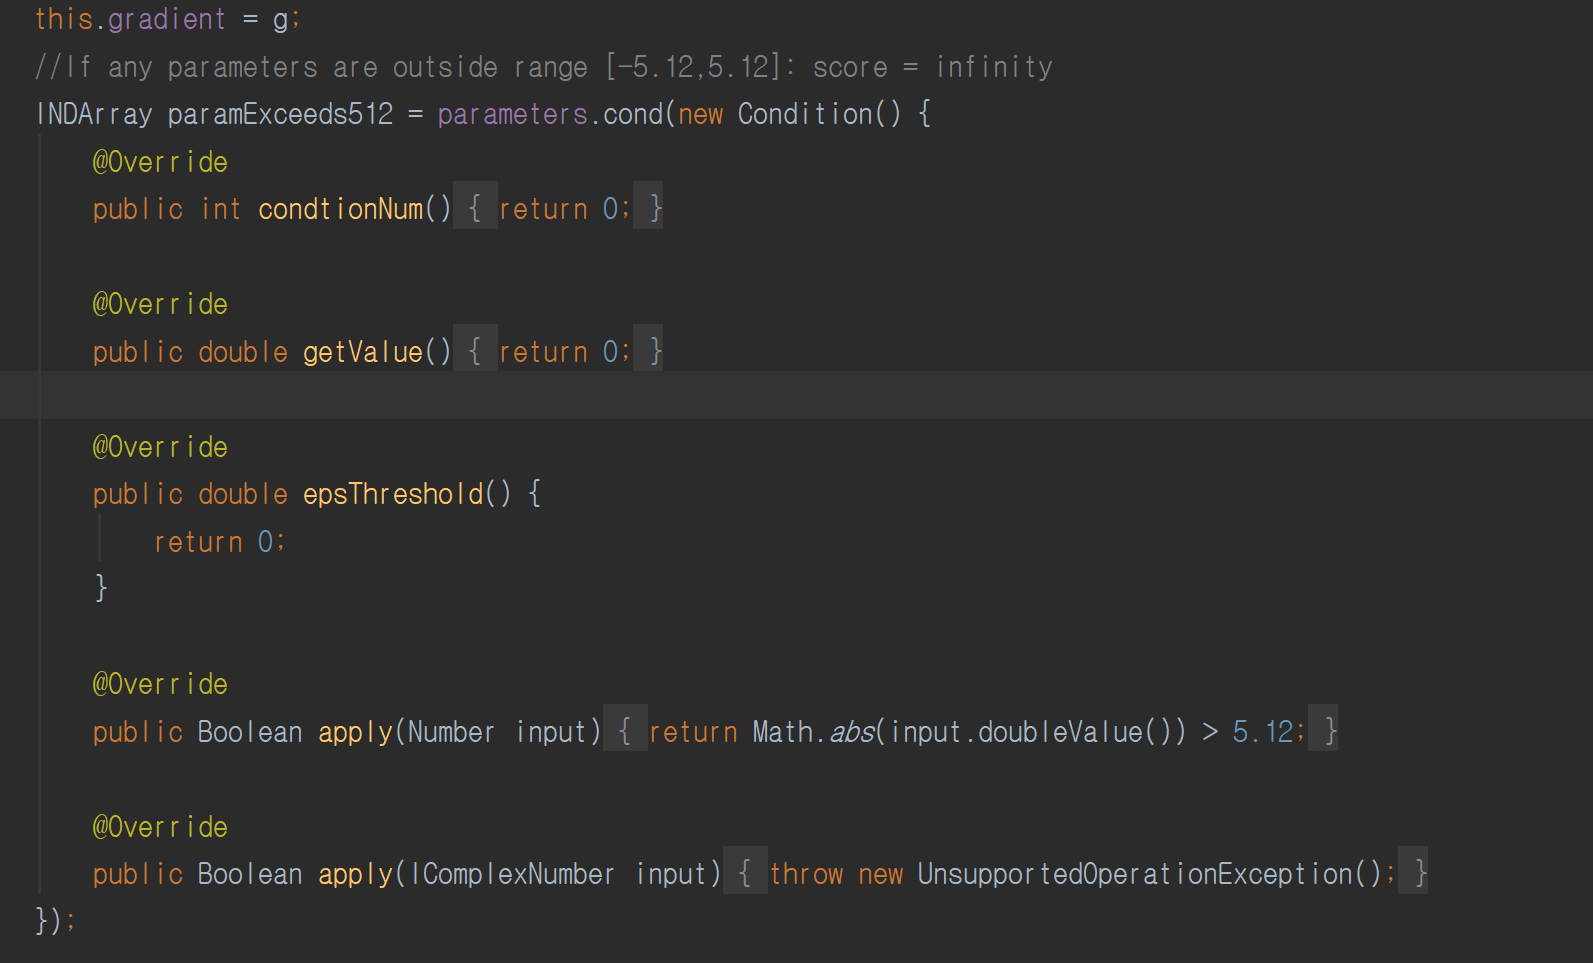 this.gradient = g;
//If any parameters are outside range [-5.12,5.12]: score = infinity
INDArray paramExceeds512 = parameters.cond(new Condition() {
@Override
public int condtionNum() { return 0; }
@Override
public double getValue() { return 0; }
@Override
public double epsThreshold() {
return 0;
}
@Override
public Boolean apply(Number input) { return Math.abs(input.doubleValue()) > 5.12; }
@Override
public Boolean apply(IComplexNumber input) { throw new UnsupportedOperationException(); }
});